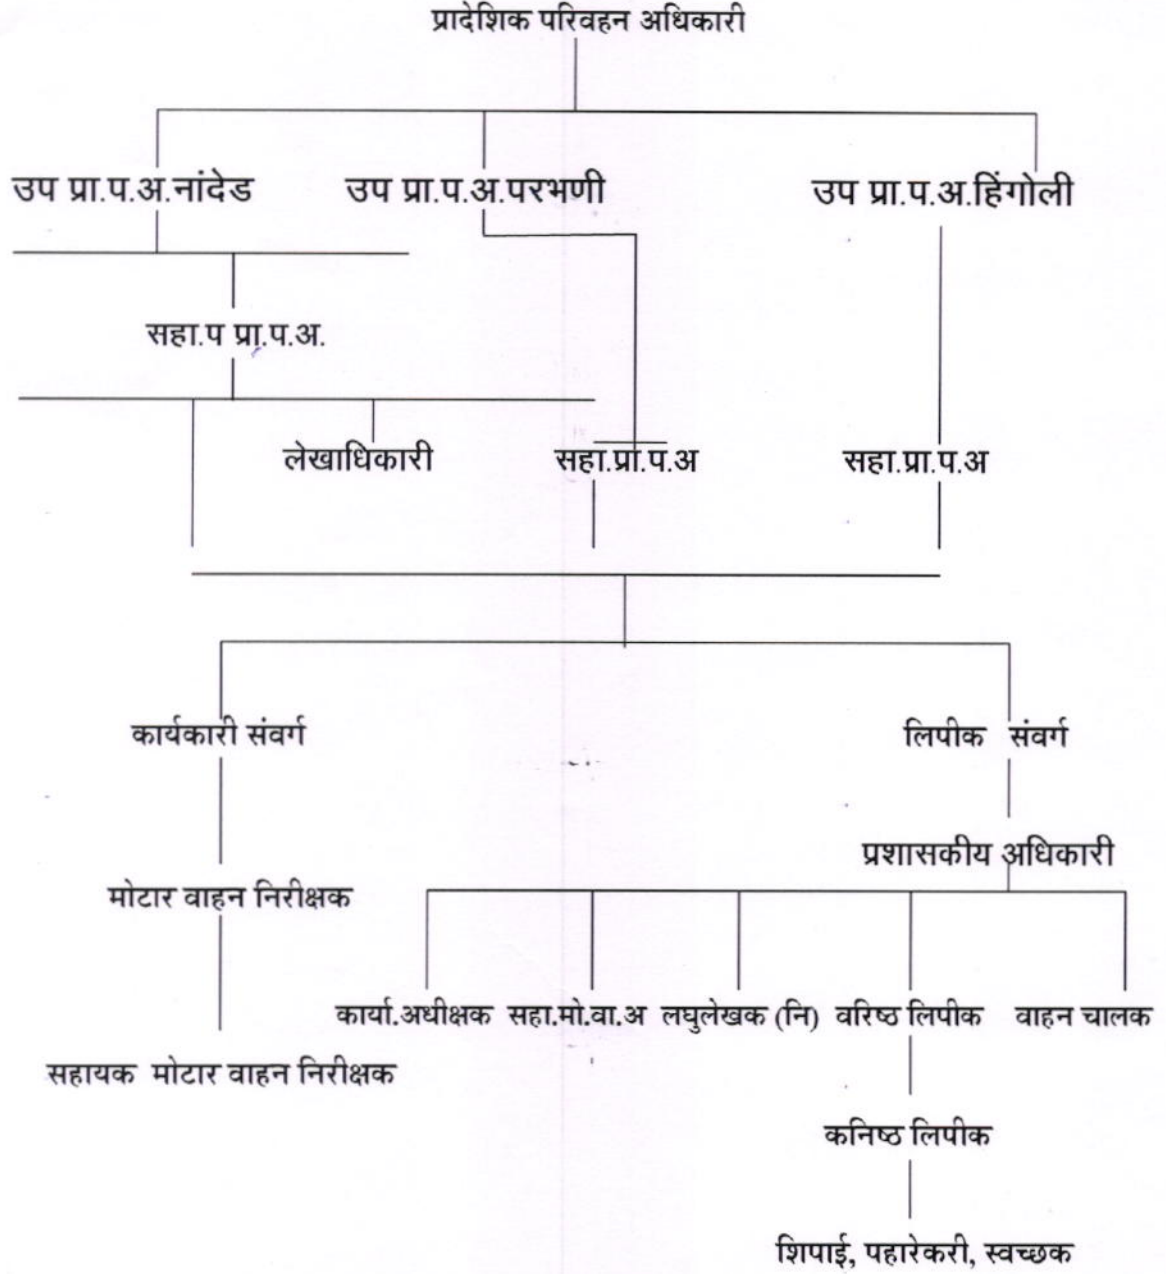 प्रादेशिक परिवहन अधिकारी
उप प्रा.प.अ.नांदेड उप प्रा.प.अ.परभणी उप प्रा.प.अ.हिंगोली
सहा.प प्रा.प.अ.
लेखाधिकारी सहा.प्रा.प.अ सहा.प्रा.प.अ
कार्यकारी संवर्ग लिपीक संवर्ग
प्रशासकीय अधिकारी
मोटार वाहन निरीक्षक
कार्या.अधीक्षक सहा.मो.वा.अ लघुलेखक (नि) वरिष्ठ लिपीक वाहन चालक
सहायक मोटार वाहन निरीक्षक
कनिष्ठ लिपीक
शिपाई, पहारेकरी, स्वच्छक